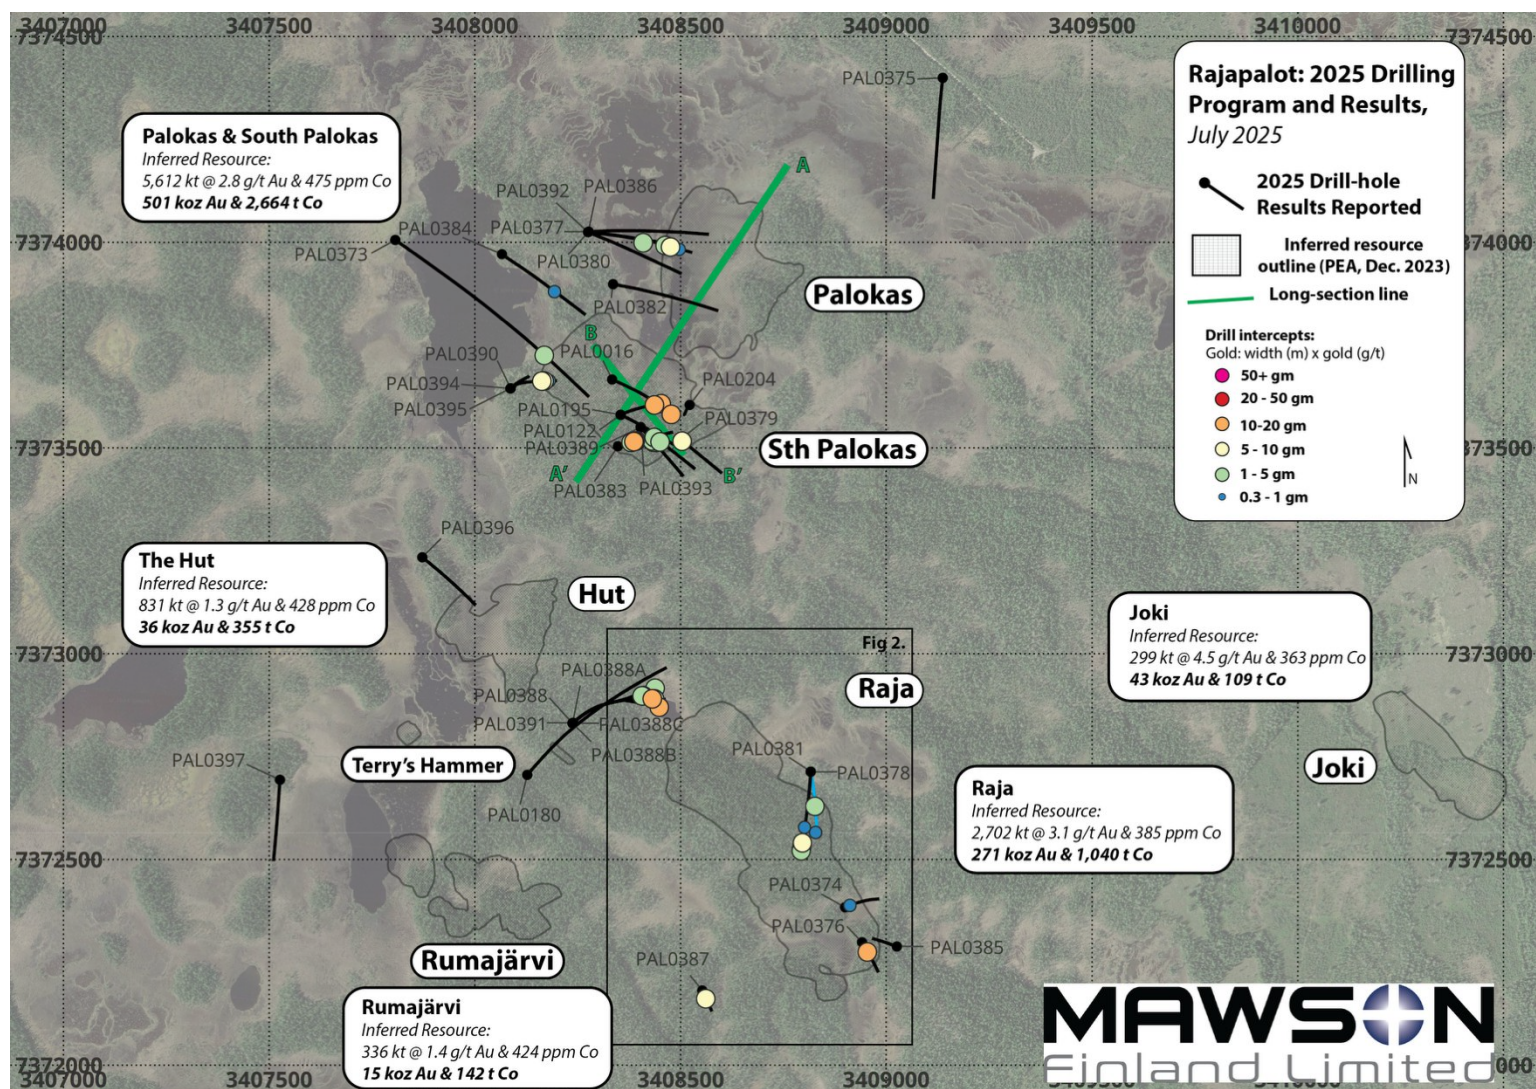 3407000 3407500 3408000 3408500 3409000 3409500 3410000
7374500 7374500
PAL0375
Rajapalot: 2025 Drilling
Program and Results,
July 2025
2025 Drill-hole
Results Reported
Inferred resource
outline (PEA, Dec. 2023)
Long-section line
Drill intercepts:
Gold: width (m) x gold (g/t)
50+ gm
20 - 50 gm
10-20 gm
5 - 10 gm
1 - 5 gm
0.3 - 1 gm
N
Palokas & South Palokas
Inferred Resource:
5,612 kt @ 2.8 g/t Au & 475 ppm Co
501 koz Au & 2,664 t Co
A
PAL0392 PAL0386
PAL0384 PAL0377
7374000 7374000
PAL0373
PAL0380
Palokas
PAL0382
B
PAL0016
PAL0390
PAL0394
PAL0204
PAL0395 PAL0195
PAL0379
PAL0122
PAL0389
7373500 7373500
Sth Palokas
A'
B'
PAL0383 PAL0393
PAL0396
The Hut
Inferred Resource:
831 kt @ 1.3 g/t Au & 428 ppm Co
36 koz Au & 355 t Co
Hut
Joki
Inferred Resource:
299 kt @ 4.5 g/t Au & 363 ppm Co
43 koz Au & 109 t Co
Fig 2.
7373000 7373000
PAL0388A
PAL0388
Raja
PAL0391 PAL0388C
PAL0388B
PAL0381
PAL0397
Terry's Hammer
PAL0378
Joki
PAL0180
Raja
Inferred Resource:
2,702 kt @ 3.1 g/t Au & 385 ppm Co
271 koz Au & 1,040 t Co
7372500 7372500
PAL0374
PAL0376
PAL0385
Rumajärvi
PAL0387
Rumajärvi
Inferred Resource:
336 kt @ 1.4 g/t Au & 424 ppm Co
15 koz Au & 142 t Co
MAWSON
Finland Limited
7372000
3407000 3407500 3408000 3408500 3409000 3409500 3410000